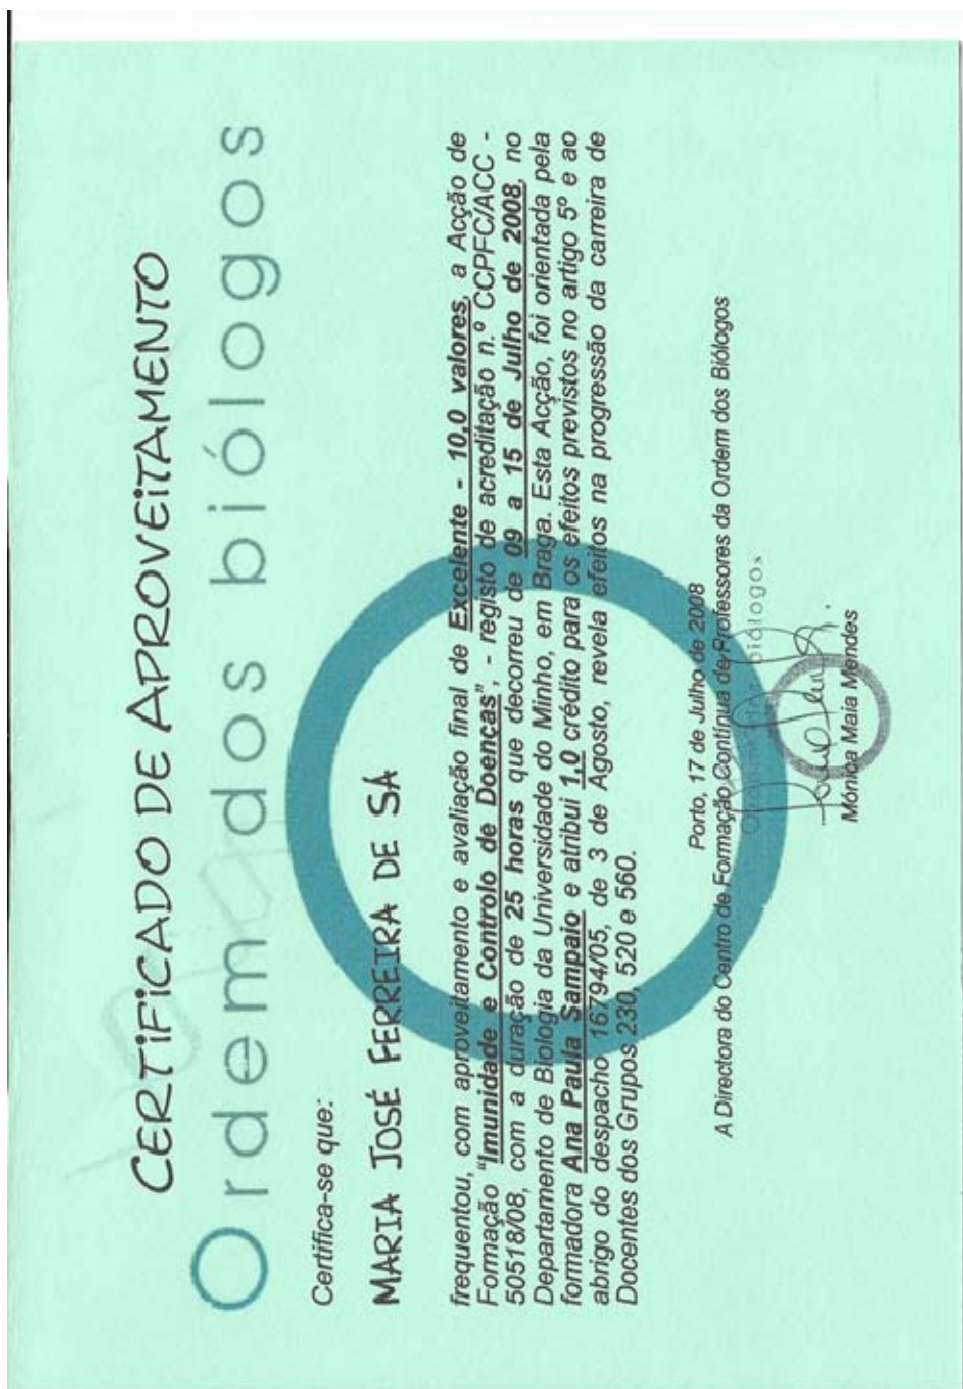 CERTIFICADO DE APROVEITAMENTO
Ordem dos biólogos
Certifica-se que:
MARIA JOSÉ FERREIRA DE SÁ
frequentou, com aproveitamento e avaliação final de Excelente - 10,0 valores, a Acção de
Formação "Imunidade e Controlo de Doenças", - registo de acreditação n.º CCPFC/ACC -
50518/08, com a duração de 25 horas que decorreu de 09 a 15 de Julho de 2008, no
Departamento de Biologia da Universidade do Minho, em Braga. Esta Acção, foi orientada pela
formadora Ana Paula Sampaio e atribuí 1,0 crédito para os efeitos previstos no artigo 5º e ao
abrigo do despacho 16794/05, de 3 de Agosto, revela efeitos na progressão da carreira de
Docentes dos Grupos 230, 520 e 560.
Porto, 17 de Julho de 2008
A Directora do Centro de Formação Contínua de Professores da Ordem dos Biólogos
Ordem dos biólogos
Mónica Maia Mendes